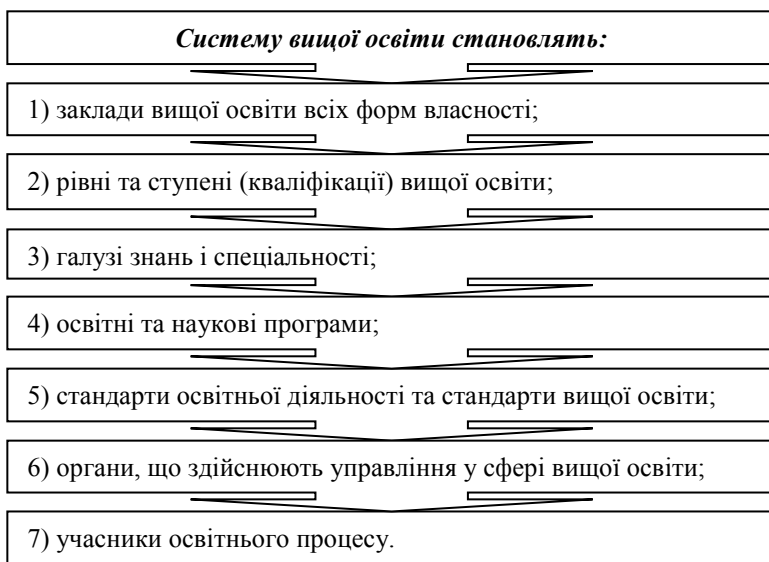 Систему вищої освіти становлять:
1) заклади вищої освіти всіх форм власності;
2) рівні та ступені (кваліфікації) вищої освіти;
3) галузі знань і спеціальності;
4) освітні та наукові програми;
5) стандарти освітньої діяльності та стандарти вищої освіти;
6) органи, що здійснюють управління у сфері вищої освіти;
7) учасники освітнього процесу.